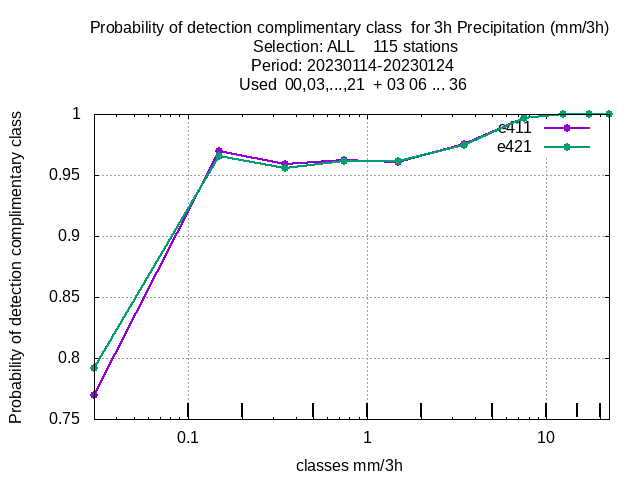 Probability of detection complimentary class  for 3h Precipitation (mm/3h)
Selection: ALL    115 stations
Period: 20230114-20230124
Used  00,03,...,21  + 03 06 ... 36
Probability of detection complimentary class
1
0.95
0.9
0.85
0.8
0.75
e411
e421
0.1
1
10
classes mm/3h